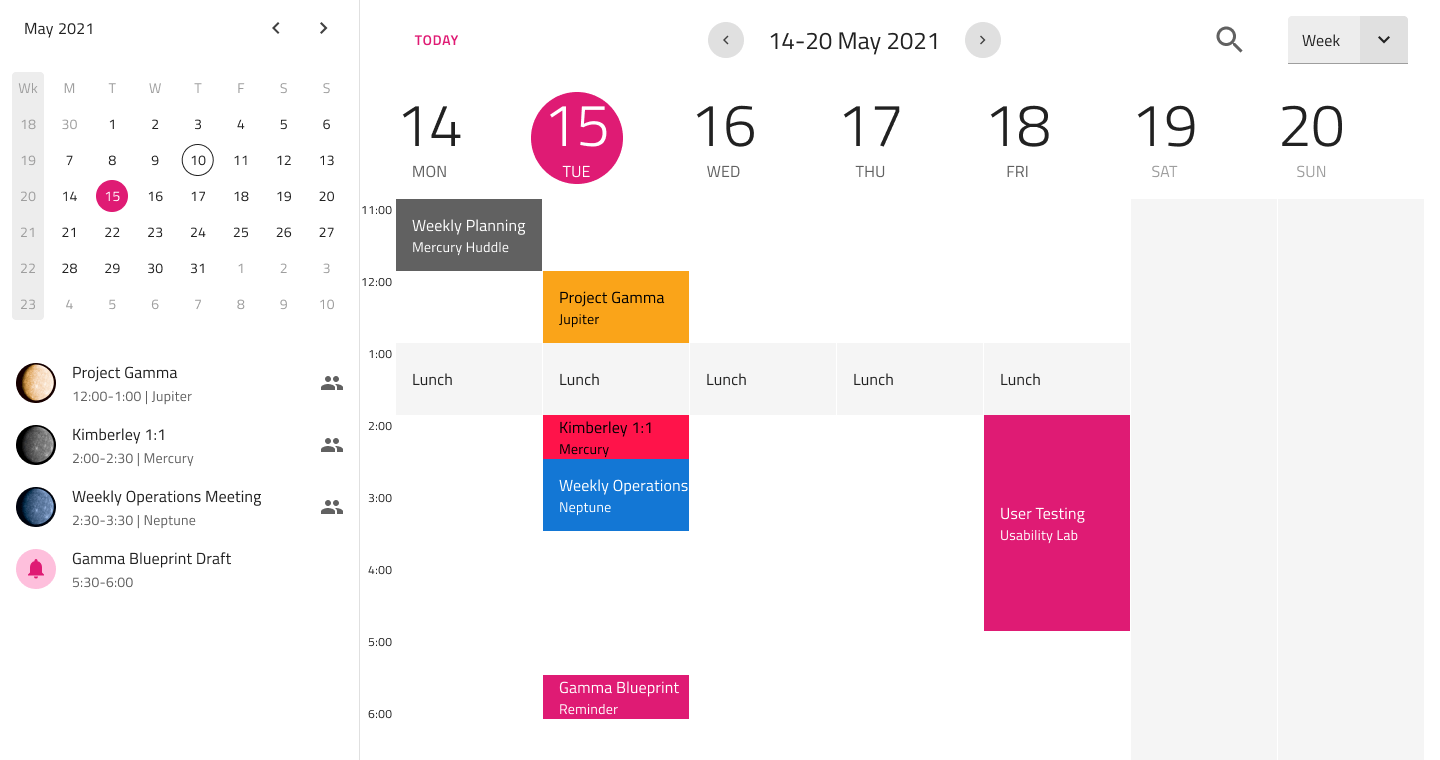 May 2021
Wk M T W T F S S
18 30 1 2 3 4 5 6
19 7 8 9 10 11 12 13
20 14 15 16 17 18 19 20
21 21 22 23 24 25 26 27
22 28 29 30 31 1 2 3
23 4 5 6 7 8 9 10
Project Gamma
12:00-1:00 | Jupiter
Kimberley 1:1
2:00-2:30 | Mercury
Weekly Operations Meeting
2:30-3:30 | Neptune
Gamma Blueprint Draft
5:30-6:00
TODAY
14-20 May 2021
Week
14 15 16 17 18 19 20
MON TUE WED THU FRI SAT SUN
11:00
Weekly Planning
Mercury Huddle
12:00
Project Gamma
Jupiter
1:00
Lunch Lunch Lunch Lunch Lunch
2:00
Kimberley 1:1
Mercury
Weekly Operations
3:00
Neptune
User Testing
Usability Lab
4:00
5:00
Gamma Blueprint
Reminder
6:00